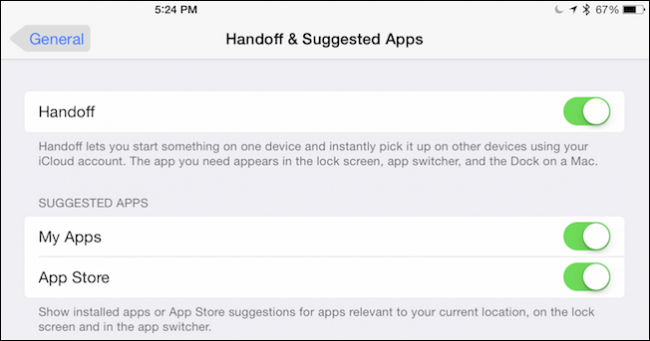 5:24 PM 67%
General Handoff & Suggested Apps
Handoff
Handoff lets you start something on one device and instantly pick it up on other devices using your
iCloud account. The app you need appears in the lock screen, app switcher, and the Dock on a Mac.
SUGGESTED APPS
My Apps
App Store
Show installed apps or App Store suggestions for apps relevant to your current location, on the lock
screen and in the app switcher.